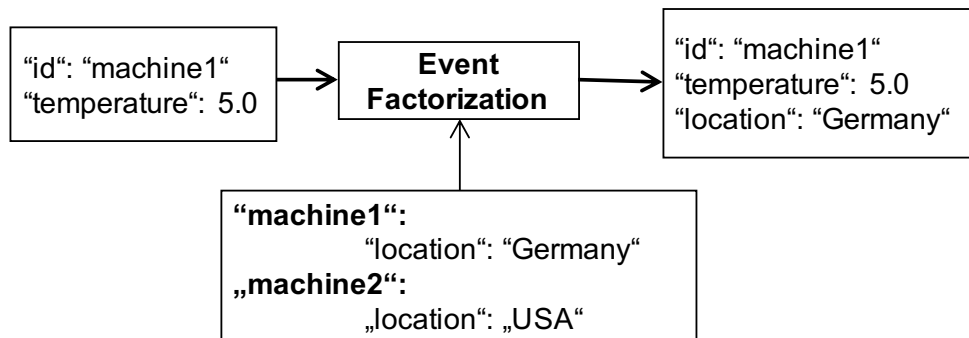 “id“: “machine1“
“temperature“: 5.0
Event
Factorization
“id“: “machine1“
“temperature“: 5.0
“location“: “Germany“
“machine1“:
“location“: “Germany“
„machine2“:
„location“: „USA“